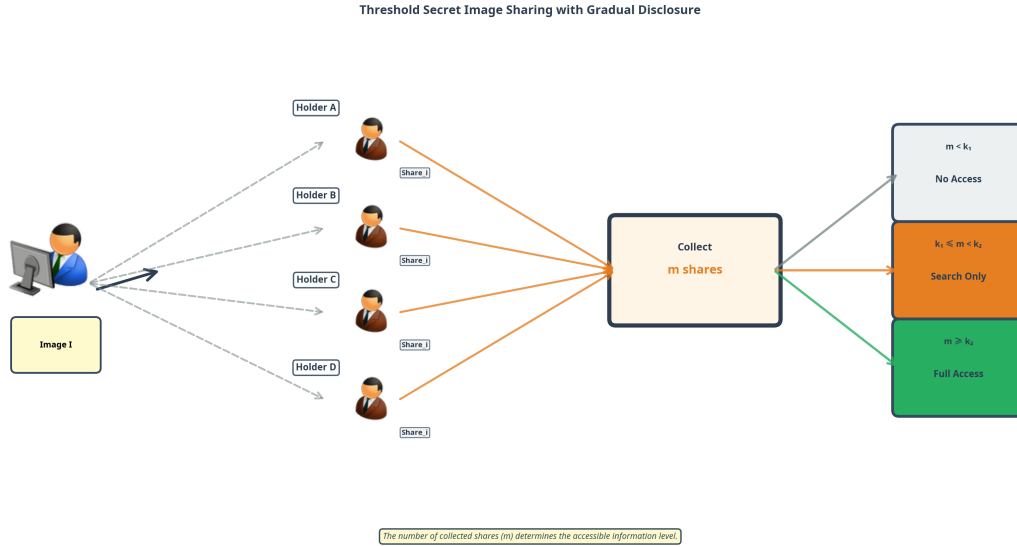 Threshold Secret Image Sharing with Gradual Disclosure
Holder A
Share_i
Holder B
Share_i
Holder C
Share_i
Holder D
Share_i
Image I
Collect
m shares
m < k₁
No Access
k₁ ⩽ m < k₂
Search Only
m ⩾ k₂
Full Access
The number of collected shares (m) determines the accessible information level.